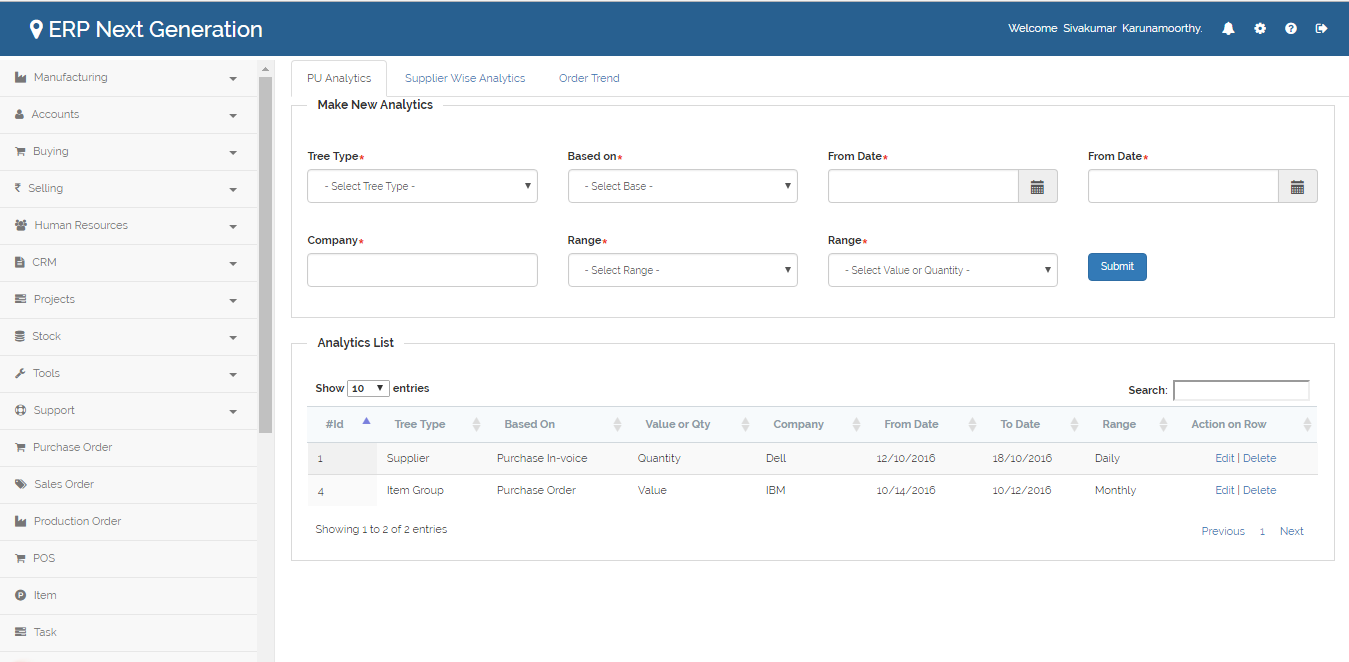 ERP Next Generation
Welcome Sivakumar Karunamoorthy.
Manufacturing
Accounts
Buying
Selling
Human Resources
CRM
Projects
Stock
Tools
Support
Purchase Order
Sales Order
Production Order
POS
Item
Task
PU Analytics Supplier Wise Analytics Order Trend
Make New Analytics
Tree Type* Based on* From Date* From Date*
- Select Tree Type - - Select Base -
Company* Range* Range*
- Select Range - - Select Value or Quantity - Submit
Analytics List
Show 10 entries
Search:
#Id Tree Type Based On Value or Qty Company From Date To Date Range Action on Row
1 Supplier Purchase In-voice Quantity Dell 12/10/2016 18/10/2016 Daily Edit | Delete
4 Item Group Purchase Order Value IBM 10/14/2016 10/12/2016 Monthly Edit | Delete
Showing 1 to 2 of 2 entries
Previous 1 Next